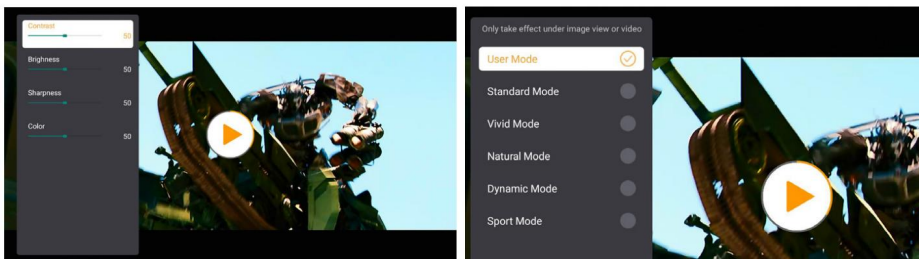 Contrast
50
Brighness
50
Sharpness
50
Color
50
Only take effect under image view or video
User Mode
Standard Mode
Vivid Mode
Natural Mode
Dynamic Mode
Sport Mode